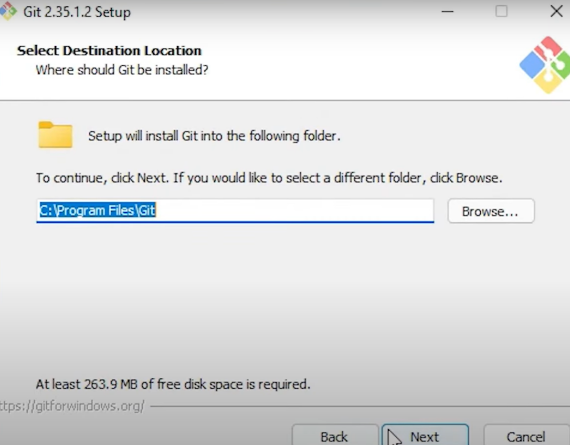 Git 2.35.1.2 Setup
Select Destination Location
Where should Git be installed?
Setup will install Git into the following folder.
To continue, click Next. If you would like to select a different folder, click Browse.
C:\Program Files\Git
Browse...
At least 263.9 MB of free disk space is required.
ttps://gitforwindows.org/
Back
Next
Cancel